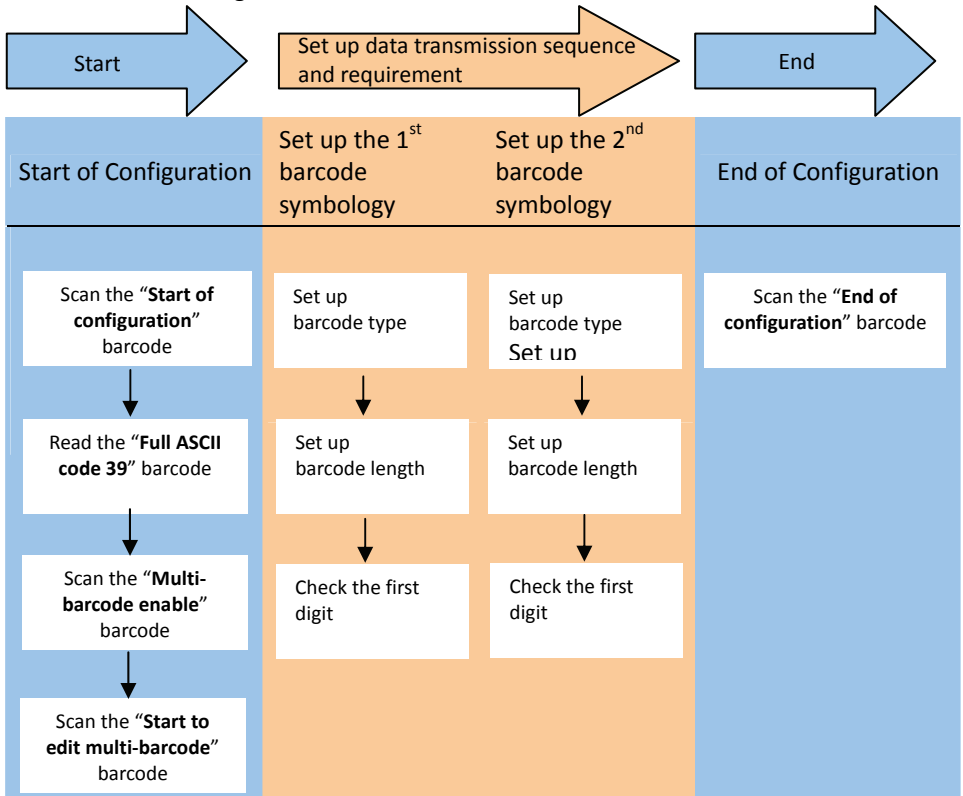 Start
Set up data transmission sequence
and requirement
End
Start of Configuration
Set up the 1st
barcode
symbology
Set up the 2nd
barcode
symbology
End of Configuration
Scan the “Start of
configuration”
barcode
Read the “Full ASCII
code 39” barcode
Scan the “Multi-
barcode enable”
barcode
Scan the “Start to
edit multi-barcode”
barcode
Set up
barcode type
Set up
barcode length
Check the first
digit
Set up
barcode type
Set up
Set up
barcode length
Check the first
digit
Scan the “End of
configuration” barcode